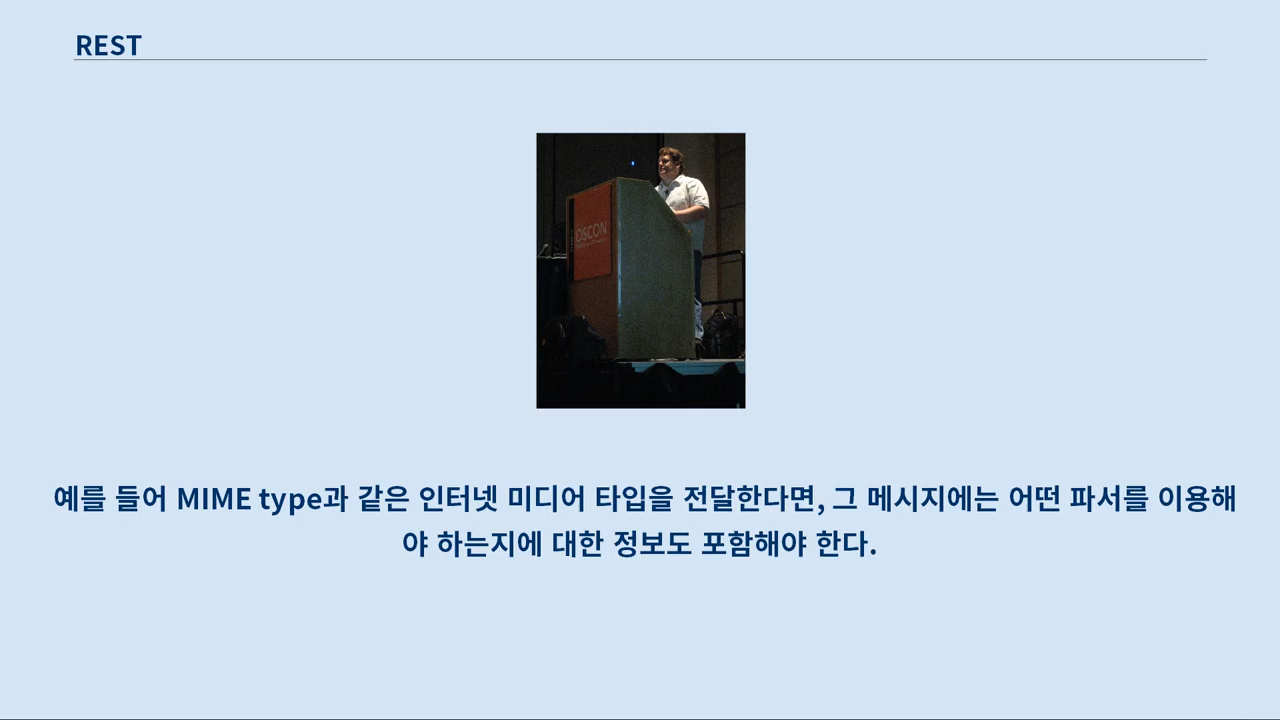 REST
OSCON
예를 들어 MIME type과 같은 인터넷 미디어 타입을 전달한다면, 그 메시지에는 어떤 파서를 이용해
야 하는지에 대한 정보도 포함해야 한다.